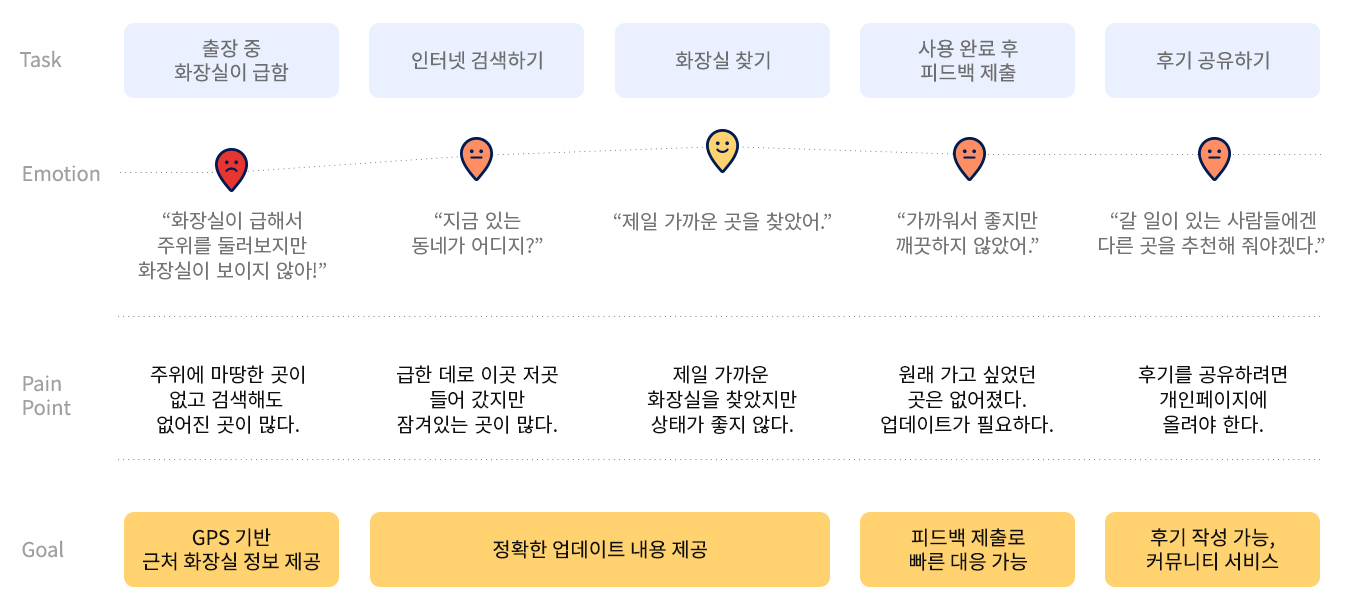 Task
출장 중
화장실이 급함
인터넷 검색하기
화장실 찾기
사용 완료 후
피드백 제출
후기 공유하기
Emotion
“화장실이 급해서
주위를 둘러보지만
화장실이 보이지 않아!”
“지금 있는
동네가 어디지?”
“제일 가까운 곳을 찾았어.”
“가까워서 좋지만
깨끗하지 않았어.”
“갈 일이 있는 사람들에겐
다른 곳을 추천해 줘야겠다.”
Pain
Point
주위에 마땅한 곳이
없고 검색해도
없어진 곳이 많다.
급한 데로 이곳 저곳
들어 갔지만
잠겨있는 곳이 많다.
제일 가까운
화장실을 찾았지만
상태가 좋지 않다.
원래 가고 싶었던
곳은 없어졌다.
업데이트가 필요하다.
후기를 공유하려면
개인페이지에
올려야 한다.
Goal
GPS 기반
근처 화장실 정보 제공
정확한 업데이트 내용 제공
피드백 제출로
빠른 대응 가능
후기 작성 가능,
커뮤니티 서비스